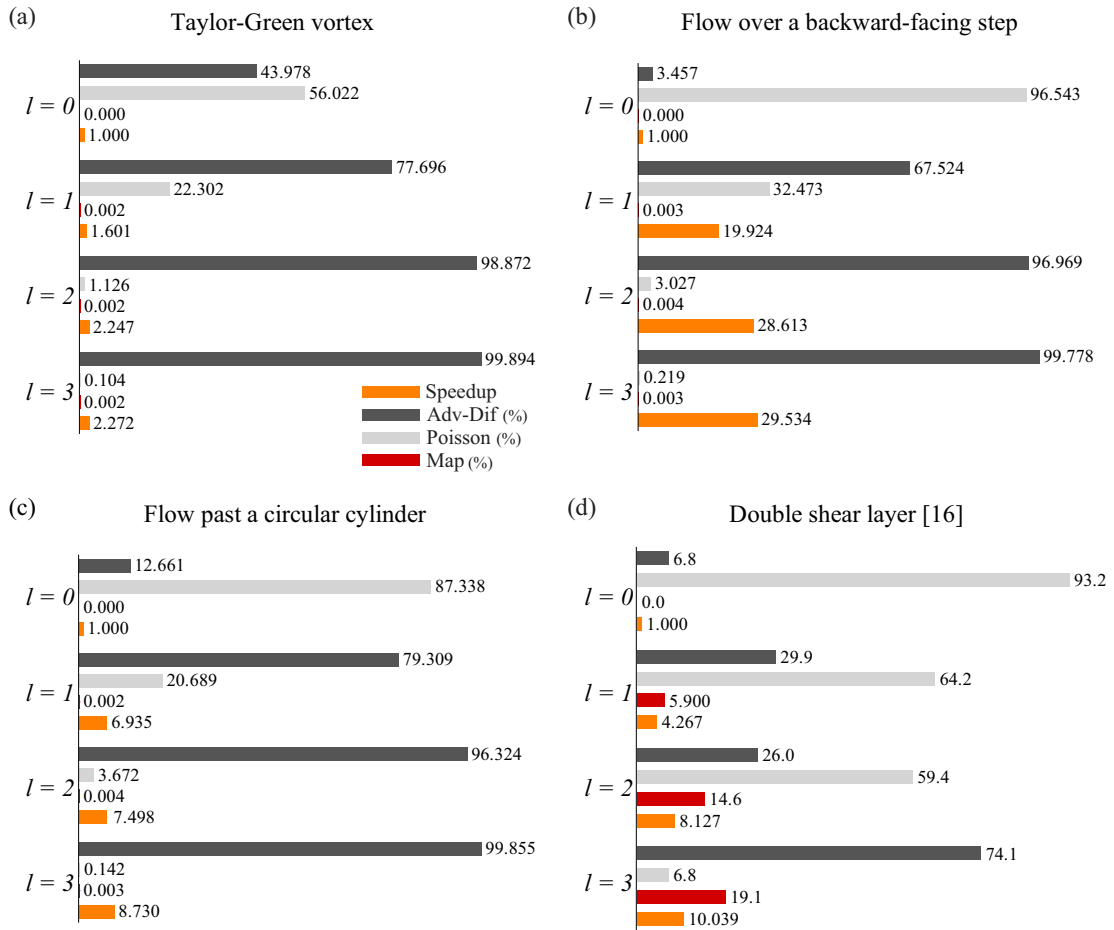 (a) Taylor-Green vortex
43.978
56.022
l = 0
0.000
1.000
77.696
22.302
l = 1
0.002
1.601
98.872
1.126
l = 2
0.002
2.247
99.894
0.104
l = 3
0.002
2.272
Speedup
Adv-Dif (%)
Poisson (%)
Map (%)
(b) Flow over a backward-facing step
3.457
96.543
l = 0
0.000
1.000
67.524
32.473
l = 1
0.003
19.924
96.969
3.027
l = 2
0.004
28.613
99.778
0.219
l = 3
0.003
29.534
(c) Flow past a circular cylinder
12.661
87.338
l = 0
0.000
1.000
79.309
20.689
l = 1
0.002
6.935
96.324
3.672
l = 2
0.004
7.498
99.855
0.142
l = 3
0.003
8.730
(d) Double shear layer [16]
6.8
93.2
l = 0
0.0
1.000
29.9
64.2
l = 1
5.900
4.267
26.0
59.4
l = 2
14.6
8.127
74.1
6.8
l = 3
19.1
10.039